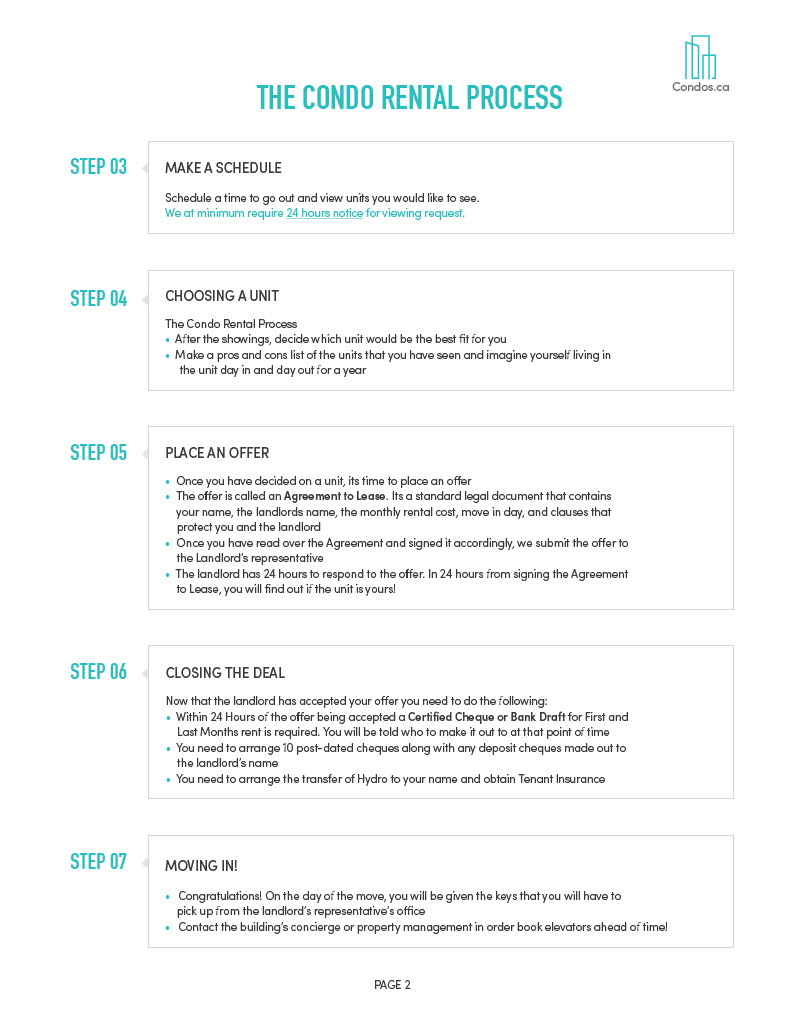 Condos.ca
THE CONDO RENTAL PROCESS
STEP 03
MAKE A SCHEDULE
Schedule a time to go out and view units you would like to see.
We at minimum require 24 hours notice for viewing request.
STEP 04
CHOOSING A UNIT
The Condo Rental Process
• After the showings, decide which unit would be the best fit for you
• Make a pros and cons list of the units that you have seen and imagine yourself living in
the unit day in and day out for a year
STEP 05
PLACE AN OFFER
• Once you have decided on a unit, its time to place an offer
• The offer is called an Agreement to Lease. Its a standard legal document that contains
your name, the landlords name, the monthly rental cost, move in day, and clauses that
protect you and the landlord
• Once you have read over the Agreement and signed it accordingly, we submit the offer to
the Landlord's representative
• The landlord has 24 hours to respond to the offer. In 24 hours from signing the Agreement
to Lease, you will find out if the unit is yours!
STEP 06
CLOSING THE DEAL
Now that the landlord has accepted your offer you need to do the following:
• Within 24 Hours of the offer being accepted a Certified Cheque or Bank Draft for First and
Last Months rent is required. You will be told who to make it out to at that point of time
• You need to arrange 10 post-dated cheques along with any deposit cheques made out to
the landlord's name
• You need to arrange the transfer of Hydro to your name and obtain Tenant Insurance
STEP 07
MOVING IN!
• Congratulations! On the day of the move, you will be given the keys that you will have to
pick up from the landlord's representative's office
• Contact the building's concierge or property management in order book elevators ahead of time!
PAGE 2